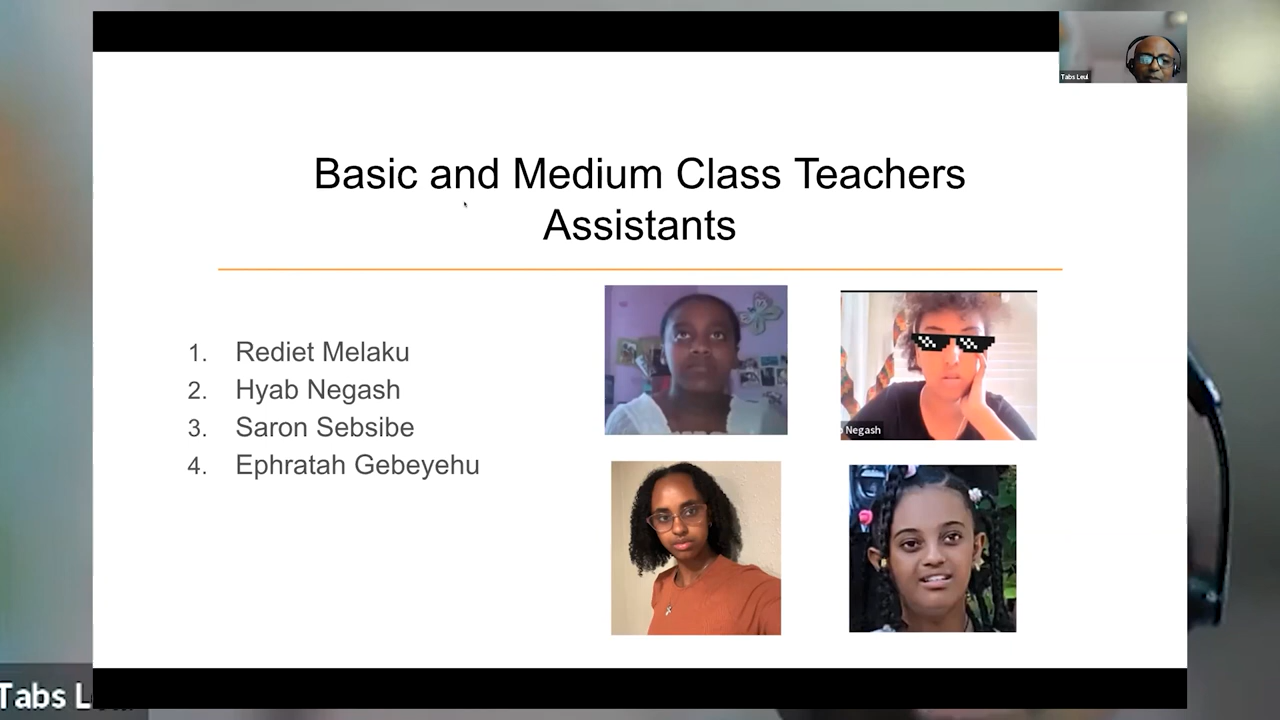 Tabs Leul
Basic and Medium Class Teachers
Assistants
1. Rediet Melaku
2. Hyab Negash
3. Saron Sebsibe
4. Ephratah Gebeyehu
Negash
Tabs